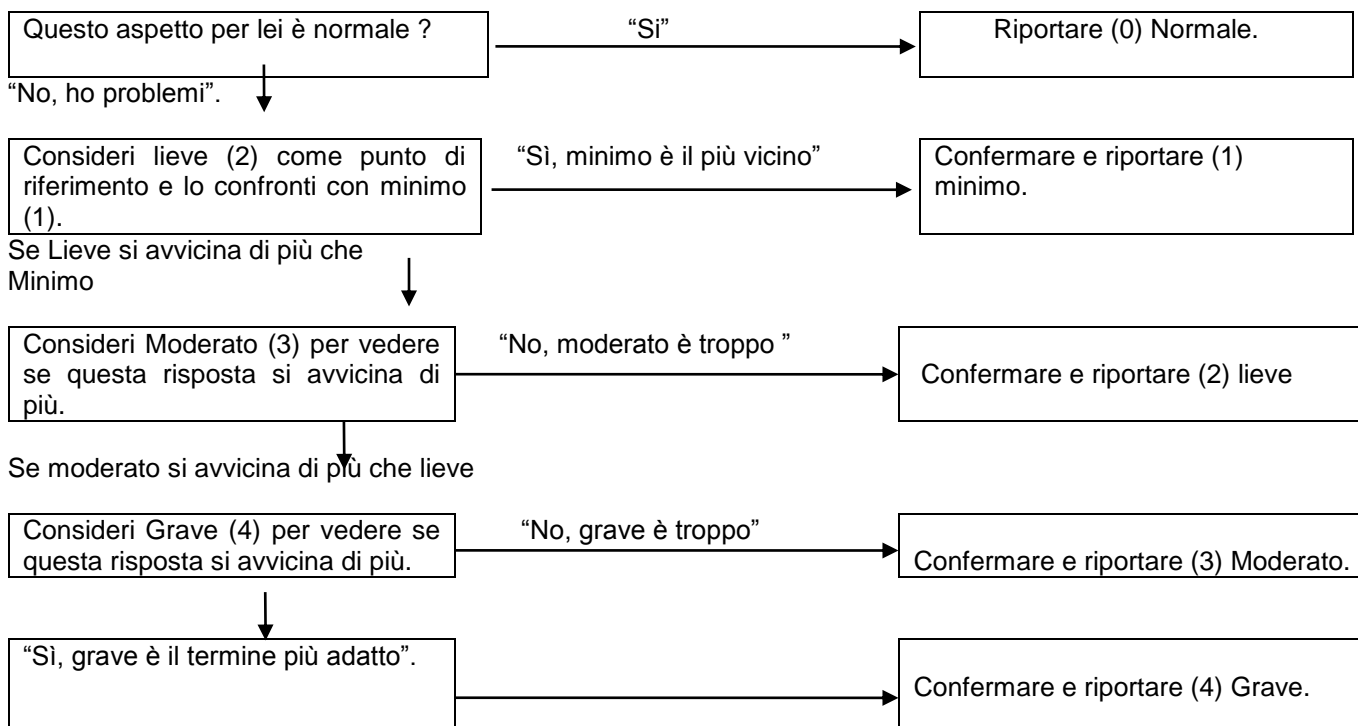 Questo aspetto per lei è normale ?
“Si”
Riportare (0) Normale.
“No, ho problemi”.
Consideri lieve (2) come punto di
riferimento e lo confronti con minimo
(1).
“Sì, minimo è il più vicino”
Confermare e riportare (1)
minimo.
Se Lieve si avvicina di più che
Minimo
Consideri Moderato (3) per vedere
se questa risposta si avvicina di
più.
“No, moderato è troppo ”
Confermare e riportare (2) lieve
Se moderato si avvicina di più che lieve
Consideri Grave (4) per vedere se
questa risposta si avvicina di più.
“No, grave è troppo”
Confermare e riportare (3) Moderato.
“Sì, grave è il termine più adatto”.
Confermare e riportare (4) Grave.